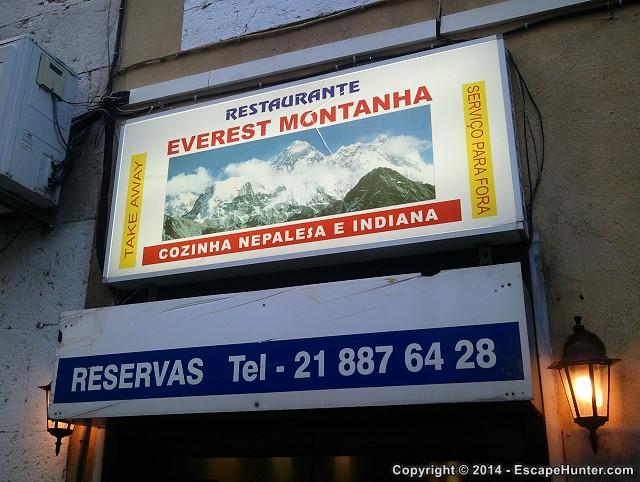 RESTAURANTE
EVEREST MONTANHA
TAKE AWAY
SERVIÇO PARA FORA
COZINHA NEPALESA E INDIANA
RESERVAS Tel - 21 887 64 28
Copyright © 2014 - EscapeHunter.com